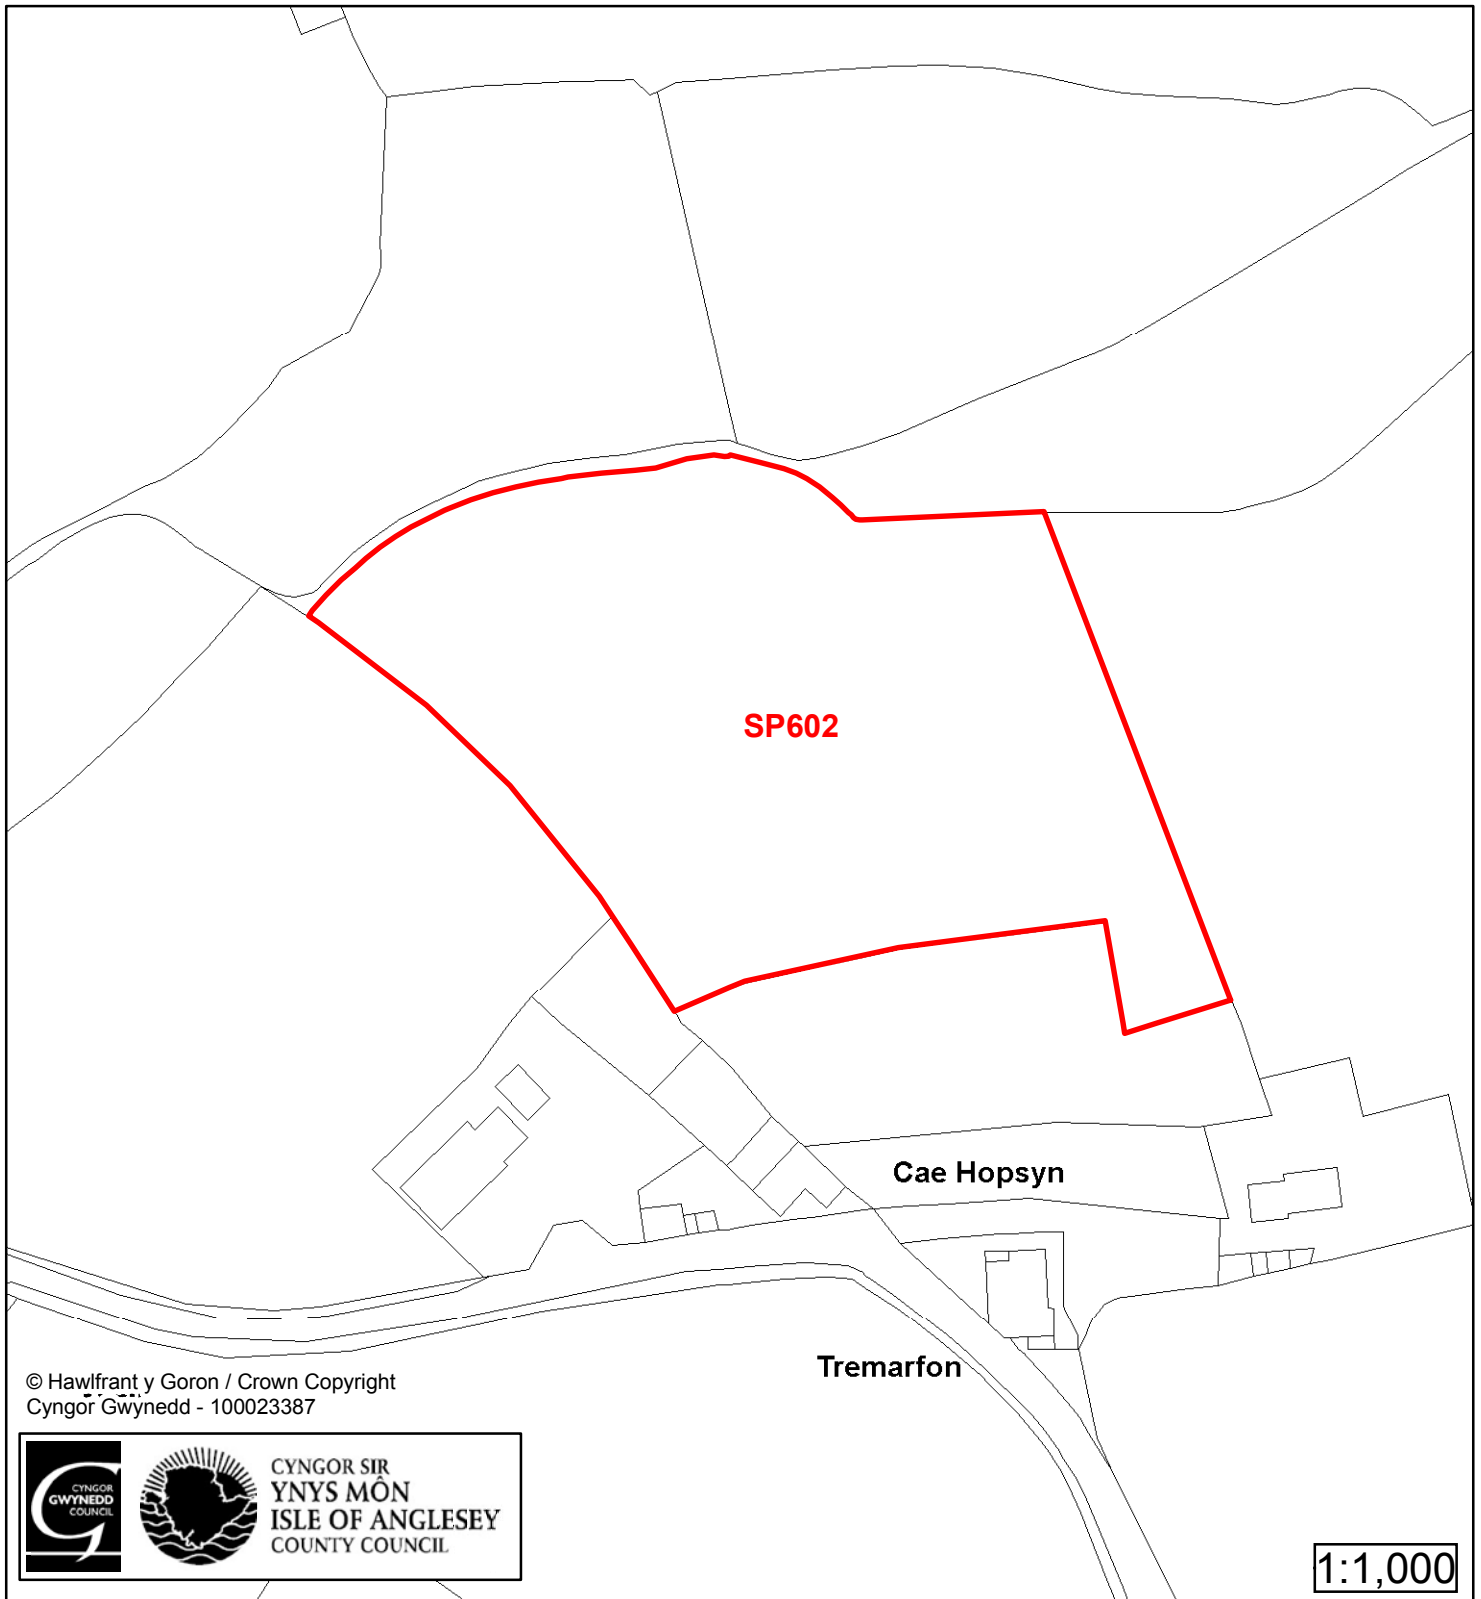 SP602
Cae Hopsyn
Tremarfon
© Hawlfrant y Goron / Crown Copyright
Cyngor Gwynedd - 100023387
CYNGOR
GWYNEDD
COUNCIL
CYNGOR SIR
YNYS MÔN
ISLE OF ANGLESEY
COUNTY COUNCIL
1:1,000